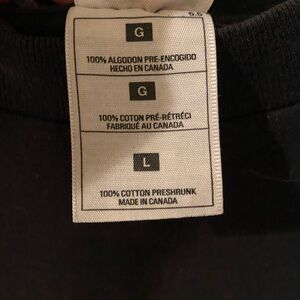 G
100% ALGODON PRE-ENCOGIDO
HECHO EN CANADA
G
100% COTON PRÉ-RÉTRÉCI
FABRIQUÉ AU CANADA
L
100% COTTON PRESHRUNK
MADE IN CANADA